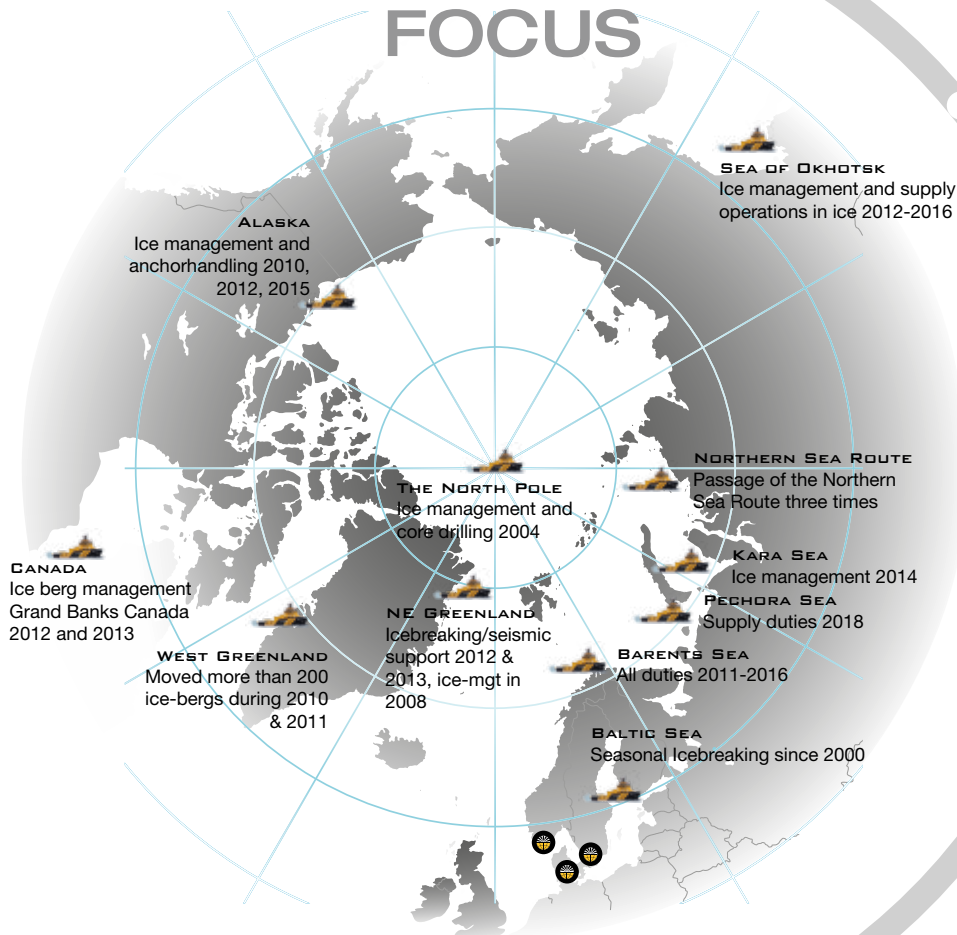 FOCUS
SEA OF OKHOTSK
Ice management and supply
operations in ice 2012-2016
ALASKA
Ice management and
anchorhandling 2010,
2012, 2015
NORTHERN SEA ROUTE
Passage of the Northern
Sea Route three times
THE NORTH POLE
Ice management and
core drilling 2004
KARA SEA
Ice management 2014
CANADA
Ice berg management
Grand Banks Canada
2012 and 2013
PECHORA SEA
Supply duties 2018
NE GREENLAND
Icebreaking/seismic
support 2012 &
2013, ice-mgt in
2008
WEST GREENLAND
Moved more than 200
ice-bergs during 2010
& 2011
BARENTS SEA
All duties 2011-2016
BALTIC SEA
Seasonal Icebreaking since 2000